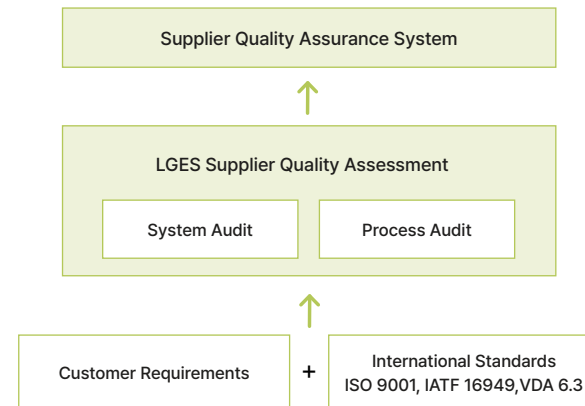 Supplier Quality Assurance System
LGES Supplier Quality Assessment
System Audit
Process Audit
Customer Requirements
+
International Standards
ISO 9001, IATF 16949,VDA 6.3